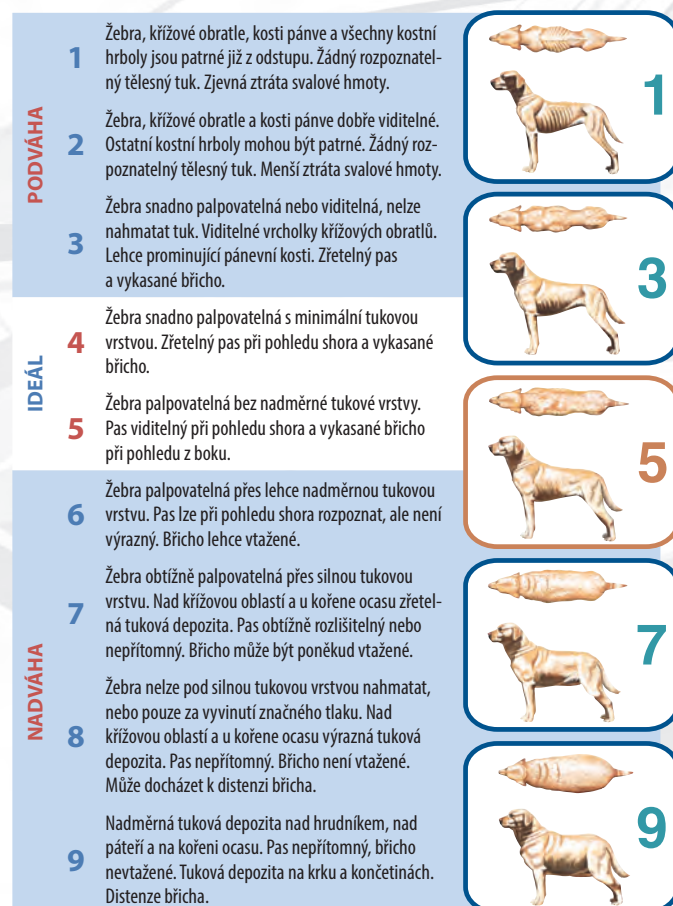 PODVÁHA
1
Žebra, křížové obratle, kosti pánve a všechny kostní
hrboly jsou patrné již z odstupu. Žádný rozpoznatel-
ný tělesný tuk. Zjevná ztráta svalové hmoty.
2
Žebra, křížové obratle a kosti pánve dobře viditelné.
Ostatní kostní hrboly mohou být patrné. Žádný roz-
poznatelný tělesný tuk. Menší ztráta svalové hmoty.
3
Žebra snadno palpovatelná nebo viditelná, nelze
nahmatat tuk. Viditelné vrcholky křížových obratlů.
Lehce prominující pánevní kosti. Zřetelný pas
a vykasané břicho.
IDEÁL
4
Žebra snadno palpovatelná s minimální tukovou
vrstvou. Zřetelný pas při pohledu shora a vykasané
břicho.
5
Žebra palpovatelná bez nadměrné tukové vrstvy.
Pas viditelný při pohledu shora a vykasané břicho
při pohledu z boku.
NADVÁHA
6
Žebra palpovatelná přes lehce nadměrnou tukovou
vrstvu. Pas lze při pohledu shora rozpoznat, ale není
výrazný. Břicho lehce vtažené.
7
Žebra obtížně palpovatelná přes silnou tukovou
vrstvu. Nad křížovou oblastí a u kořene ocasu zřetel-
ná tuková depozita. Pas obtížně rozlišitelný nebo
nepřítomný. Břicho může být poněkud vtažené.
8
Žebra nelze pod silnou tukovou vrstvou nahmatat,
nebo pouze za vyvinutí značného tlaku. Nad
křížovou oblastí a u kořene ocasu výrazná tuková
depozita. Pas nepřítomný. Břicho není vtažené.
Může docházet k distenzi břicha.
9
Nadměrná tuková depozita nad hrudníkem, nad
páteří a na kořeni ocasu. Pas nepřítomný, břicho
nevtažené. Tuková depozita na krku a končetinách.
Distenze břicha.
1
3
5
7
9